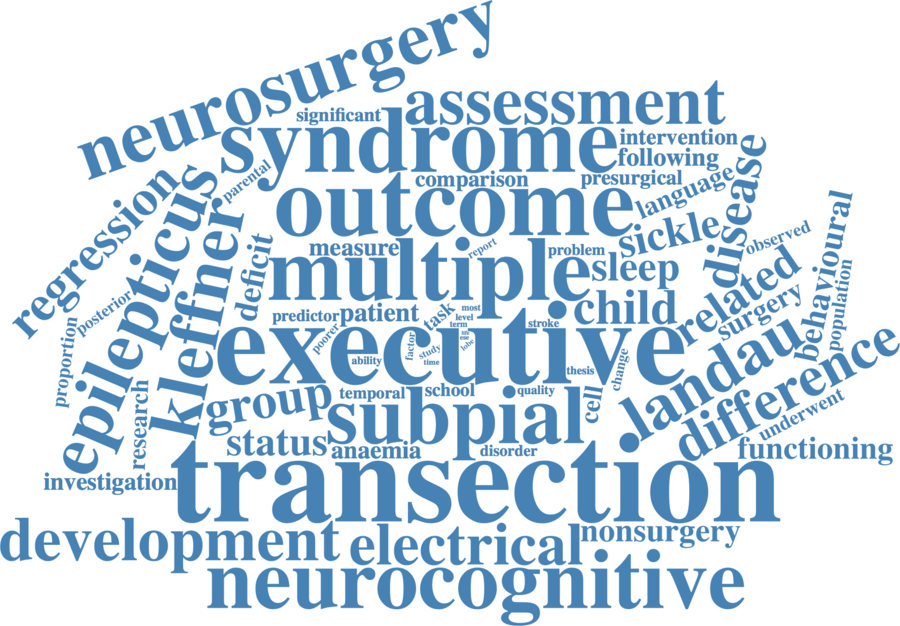 neurosurgery
assessment
significant
syndrome
intervention
following
parental
comparison
presurgical
language
disease
regression
epilepticus
kleffner
outcome
sickle
observed
behavioural
measure
report
problem
deficit
multiple
sleep
related
population
posterior
child
surgery
predictor
patient
task
most
level
term
stroke
executive
poorer
factor
study
time
lobe
ability
thesis
change
landau
proportion
difference
group
temporal
school
quality
cell
underwent
research
subpial
status
anaemia
disorder
functioning
investigation
transection
nonsurgery
development
electrical
neurocognitive